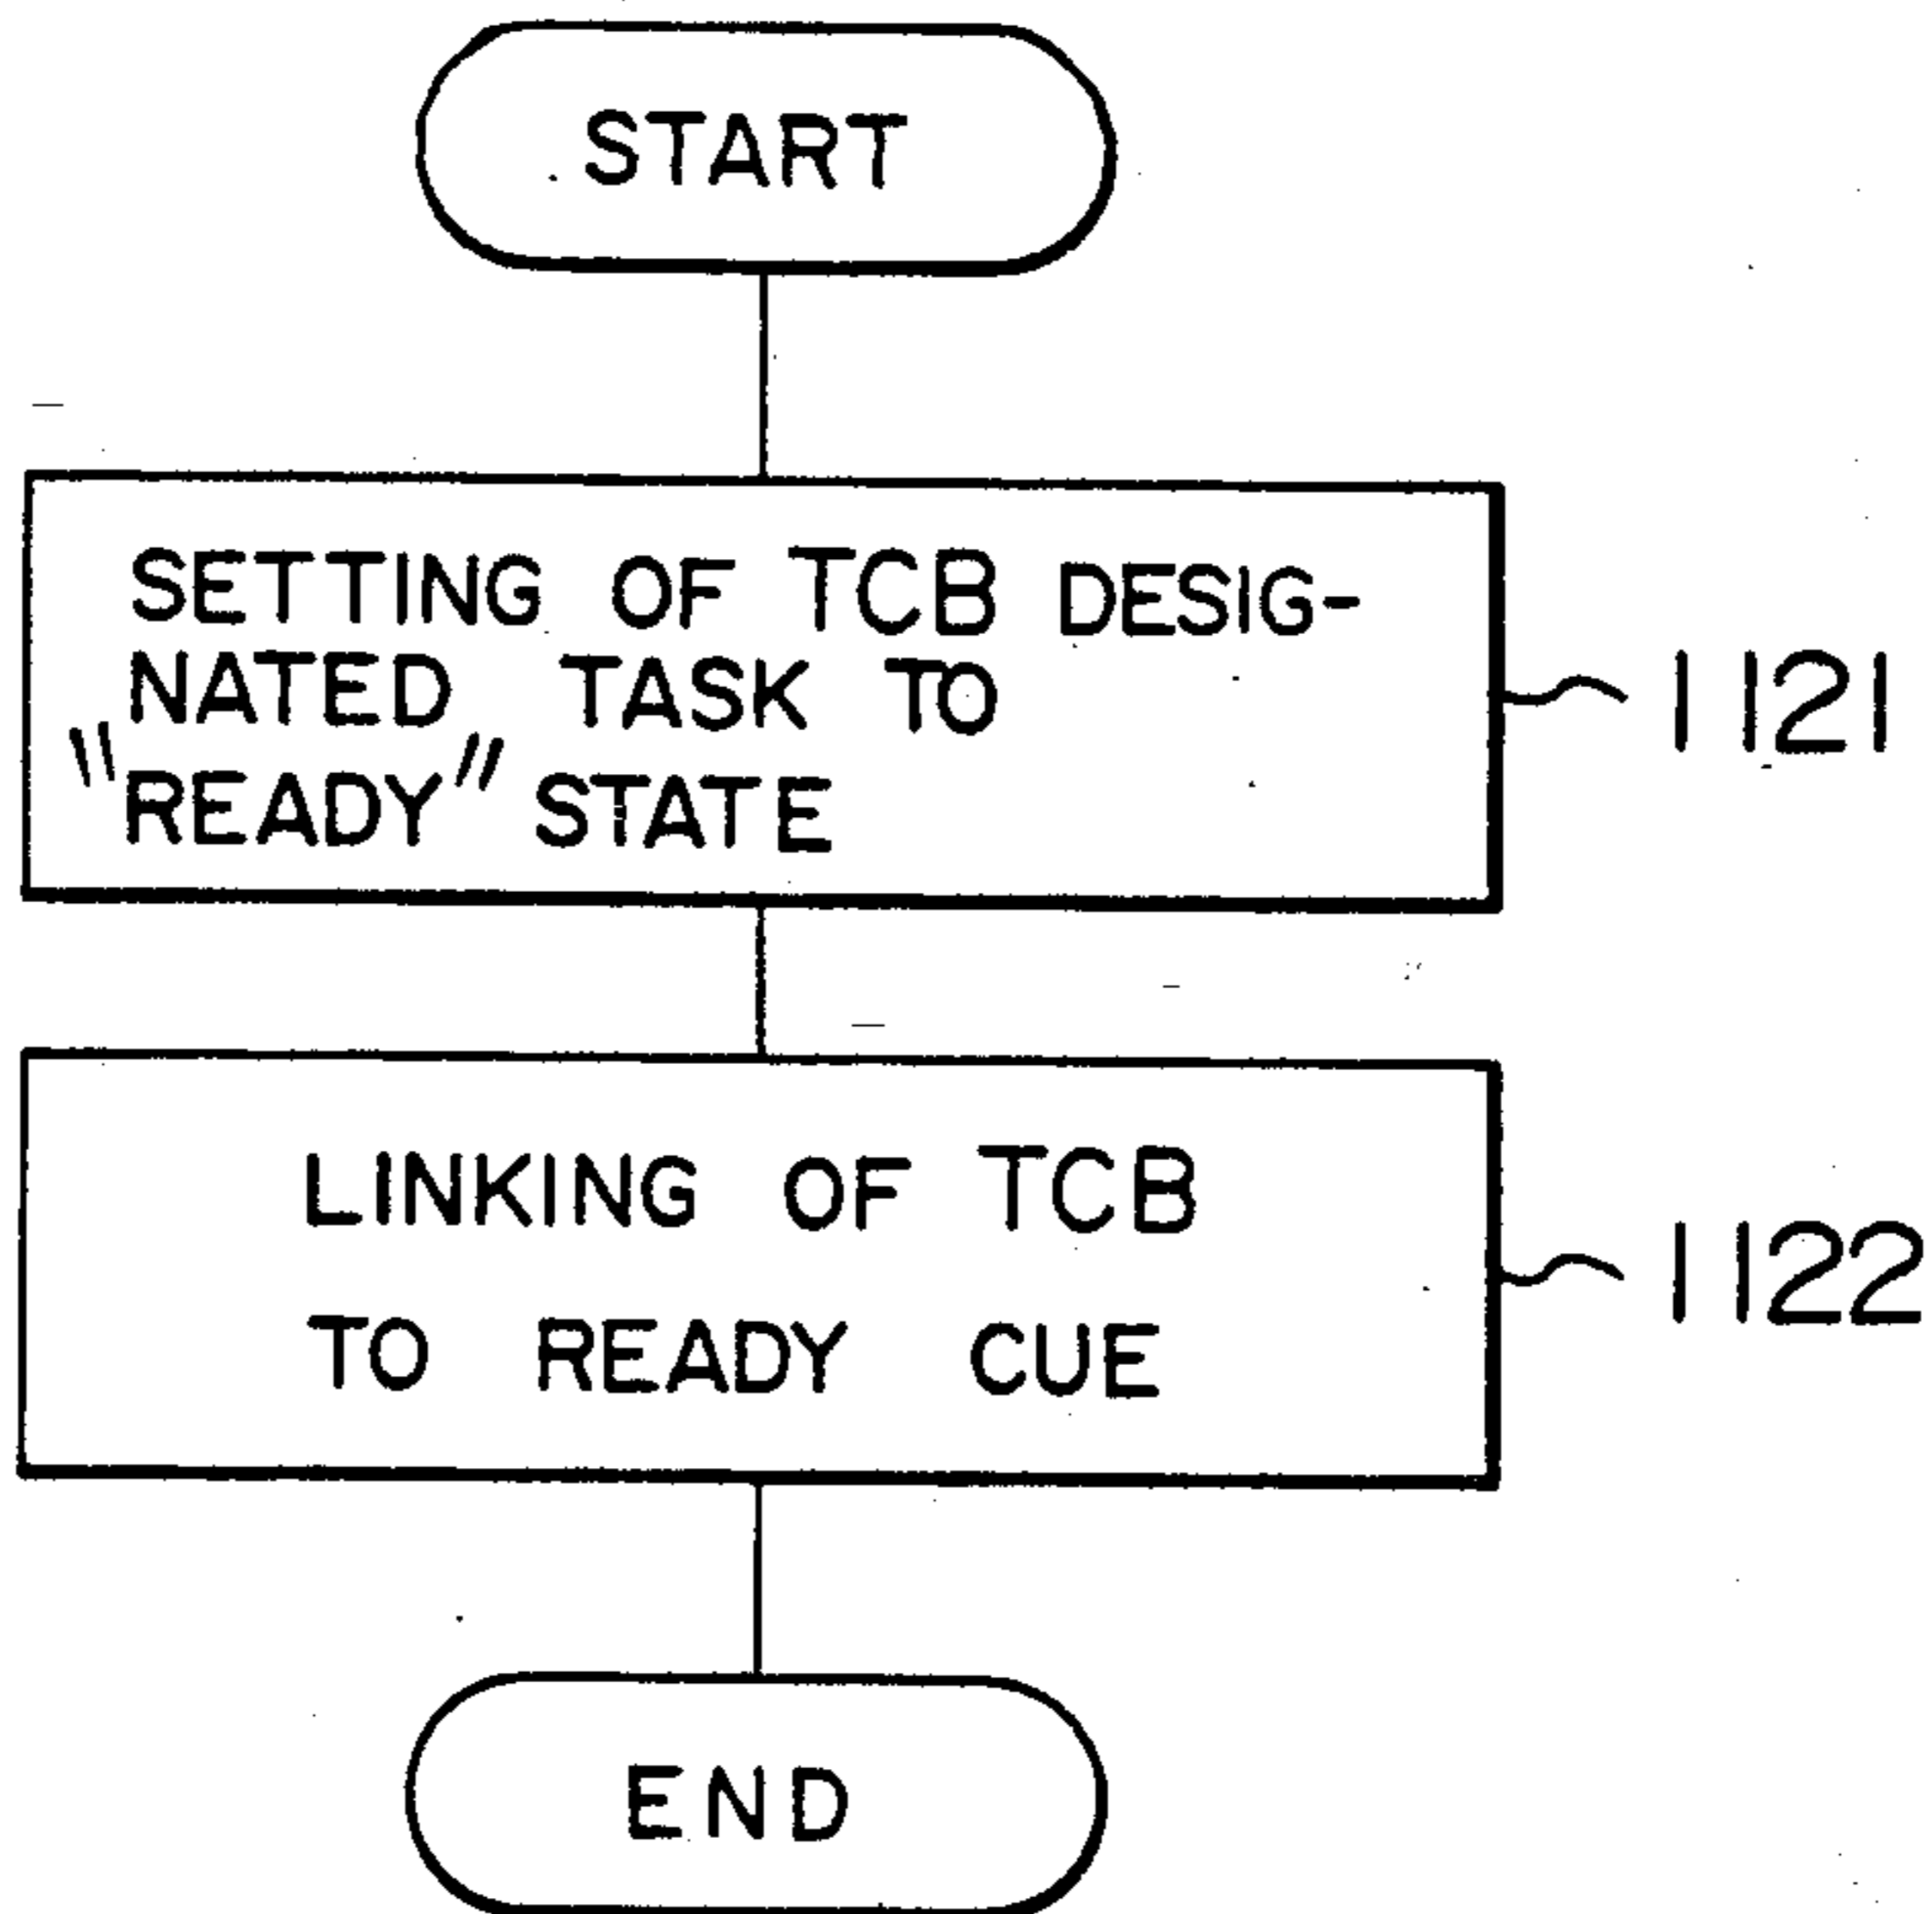 START
SETTING OF TCB DESIG-
NATED TASK TO
"READY" STATE
1121
LINKING OF TCB
TO READY CUE
1122
END